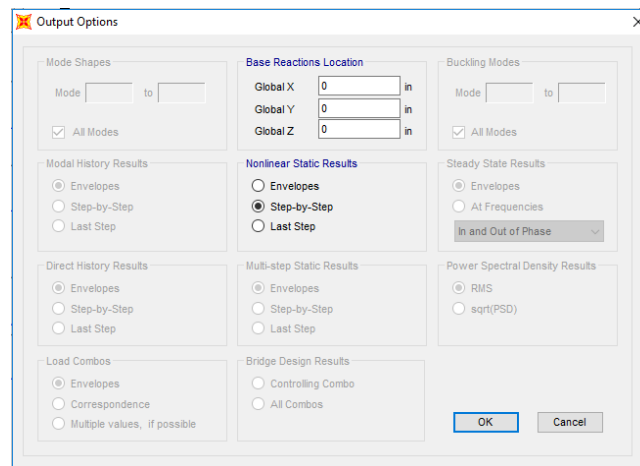 Output Options
Mode Shapes
Mode to
All Modes
Base Reactions Location
Global X 0 in
Global Y 0 in
Global Z 0 in
Buckling Modes
Mode to
All Modes
Modal History Results
Envelopes
Step-by-Step
Last Step
Nonlinear Static Results
Envelopes
Step-by-Step
Last Step
Steady State Results
Envelopes
At Frequencies
In and Out of Phase
Direct History Results
Envelopes
Step-by-Step
Last Step
Multi-step Static Results
Envelopes
Step-by-Step
Last Step
Power Spectral Density Results
RMS
sqrt(PSD)
Load Combos
Envelopes
Correspondence
Multiple values, if possible
Bridge Design Results
Controlling Combo
All Combos
OK
Cancel